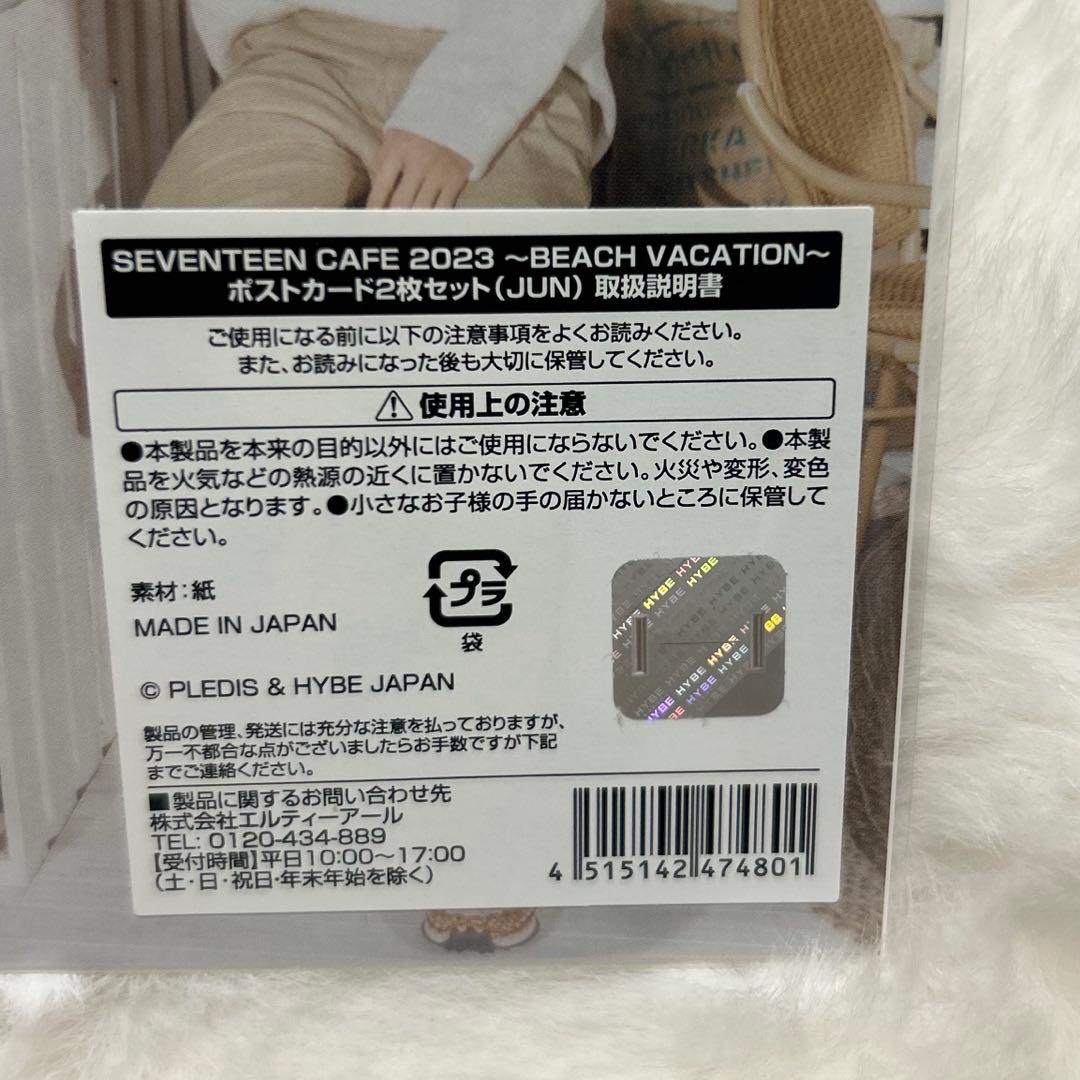 SEVENTEEN CAFE 2023 ～BEACH VACATION～
ポストカード2枚セット（JUN） 取扱説明書
ご使用になる前に以下の注意事項をよくお読みください。
また、お読みになった後も大切に保管してください。
使用上の注意
●本製品を本来の目的以外にはご使用にならないでください。●本製
品を火気などの熱源の近くに置かないでください。火災や変形、変色
の原因となります。●小さなお子様の手の届かないところに保管して
ください。
素材：紙
MADE IN JAPAN
プラ
袋
HYBE HYBE HYBE
HYBE HYBE HYBE
© PLEDIS & HYBE JAPAN
製品の管理、発送には充分な注意を払っておりますが、
万一不都合な点がございましたらお手数ですが下記
までご連絡ください。
■製品に関するお問い合わせ先
株式会社エルティーアール
TEL: 0120-434-889
【受付時間】平日10:00～17:00
（土・日・祝日・年末年始を除く）
4 515142 474801